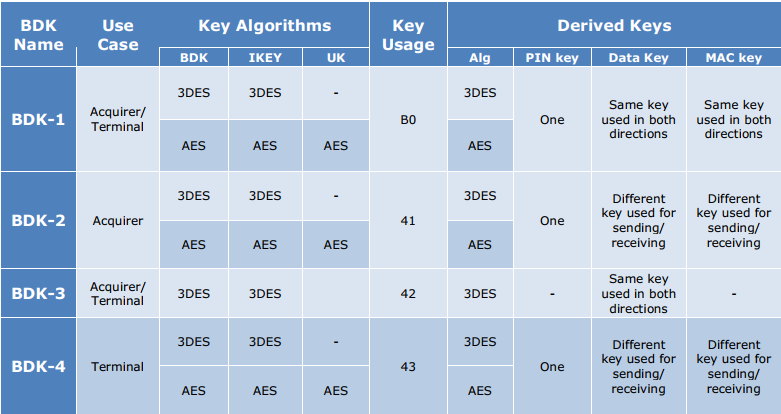 BDK Name Use Case Key Algorithms Key Usage Derived Keys
BDK IKEY UK Alg PIN key Data Key MAC key
BDK-1
Acquirer/
Terminal
3DES 3DES -
AES AES AES
B0
3DES
AES
One
Same key
used in both
directions
Same key
used in both
directions
BDK-2
Acquirer
3DES 3DES -
AES AES AES
41
3DES
AES
One
Different
key used for
sending/
receiving
Different
key used for
sending/
receiving
BDK-3
Acquirer/
Terminal
3DES 3DES
42
3DES
-
Same key
used in both
directions
-
BDK-4
Terminal
3DES 3DES -
AES AES AES
43
3DES
AES
One
Different
key used for
sending/
receiving
Different
key used for
sending/
receiving